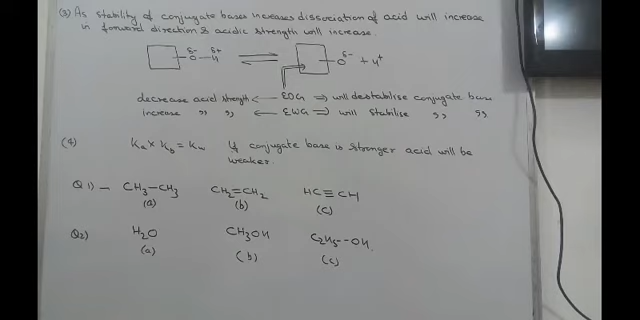 (3) As stability of conjugate bases increases dissociation of acid will increase
in forward direction & acidic strength will increase.
δ- δ+ δ-
O—H ⇌ O + H+
decrease acid strength ⟵ EDG ⟹ will destabilise conjugate base
increase ,, ,, ⟵ EWG ⟹ will stabilise ,, ,,
(4) Ka × Kb = Kw If conjugate base is stronger acid will be
weaker.
Q1) — CH3—CH3 CH2=CH2 HC≡CH
(a) (b) (c)
Q2) H2O CH3OH C2H5--OH
(a) (b) (c)